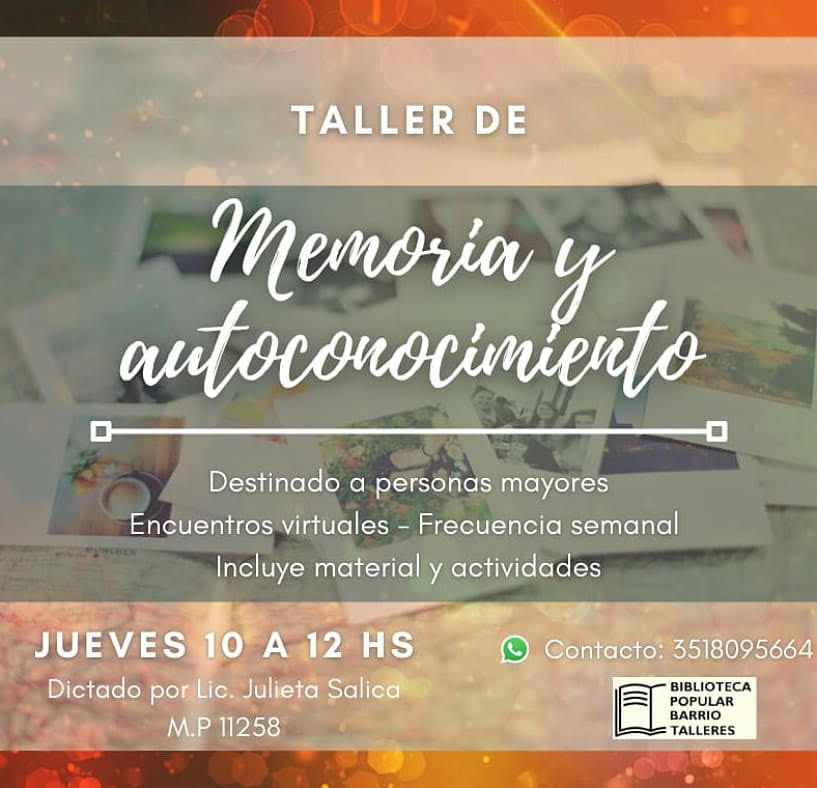 TALLER DE
Memoria y
autoconocimiento
Destinado a personas mayores
Encuentros virtuales - Frecuencia semanal
Incluye material y actividades
JUEVES 10 A 12 HS
Dictado por Lic. Julieta Salica
M.P 11258
Contacto: 3518095664
BIBLIOTECA
POPULAR
BARRIO
TALLERES